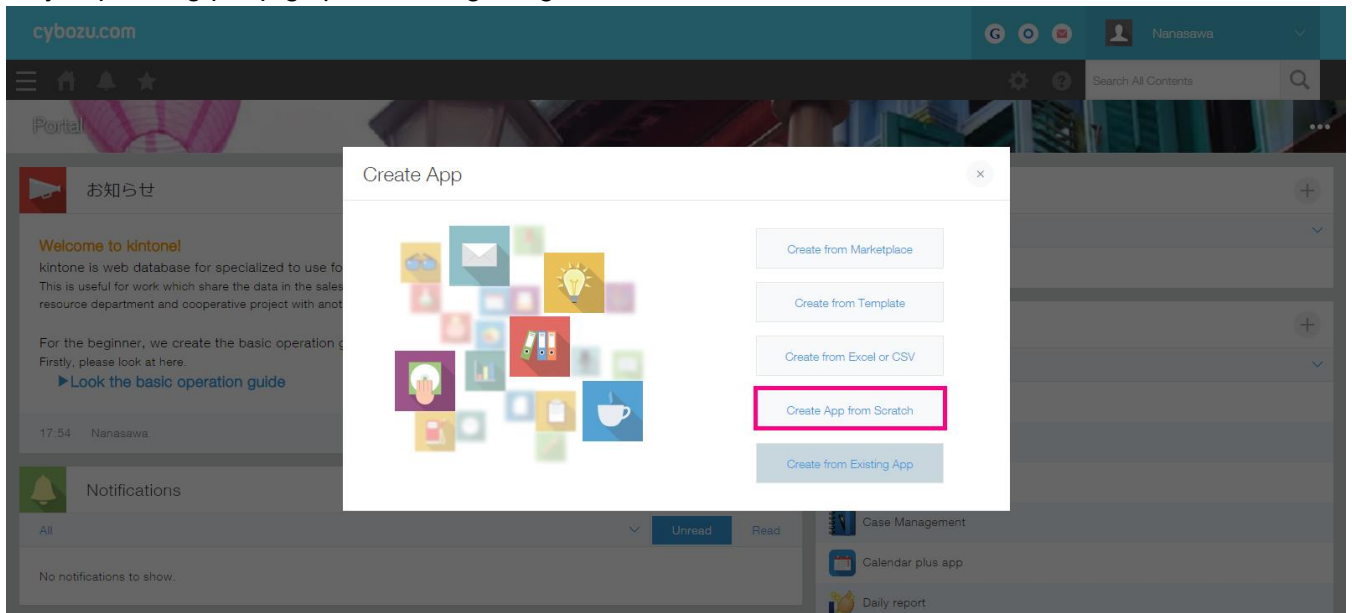 cybozu.com
G
Nanasawa
Search All Contents
Portal
Create App
お知らせ
Welcome to kintone!
kintone is web database for specialized to use fo
This is useful for work which share the data in the sales
resource department and cooperative project with anot
For the beginner, we create the basic operation
Firstly, please look at here.
▶Look the basic operation guide
17:54 Nanasawa
Create from Marketplace
Create from Template
Create from Excel or CSV
Create App from Scratch
Create from Existing App
Notifications
All
Unread
Read
No notifications to show.
Case Management
Calendar plus app
Daily report